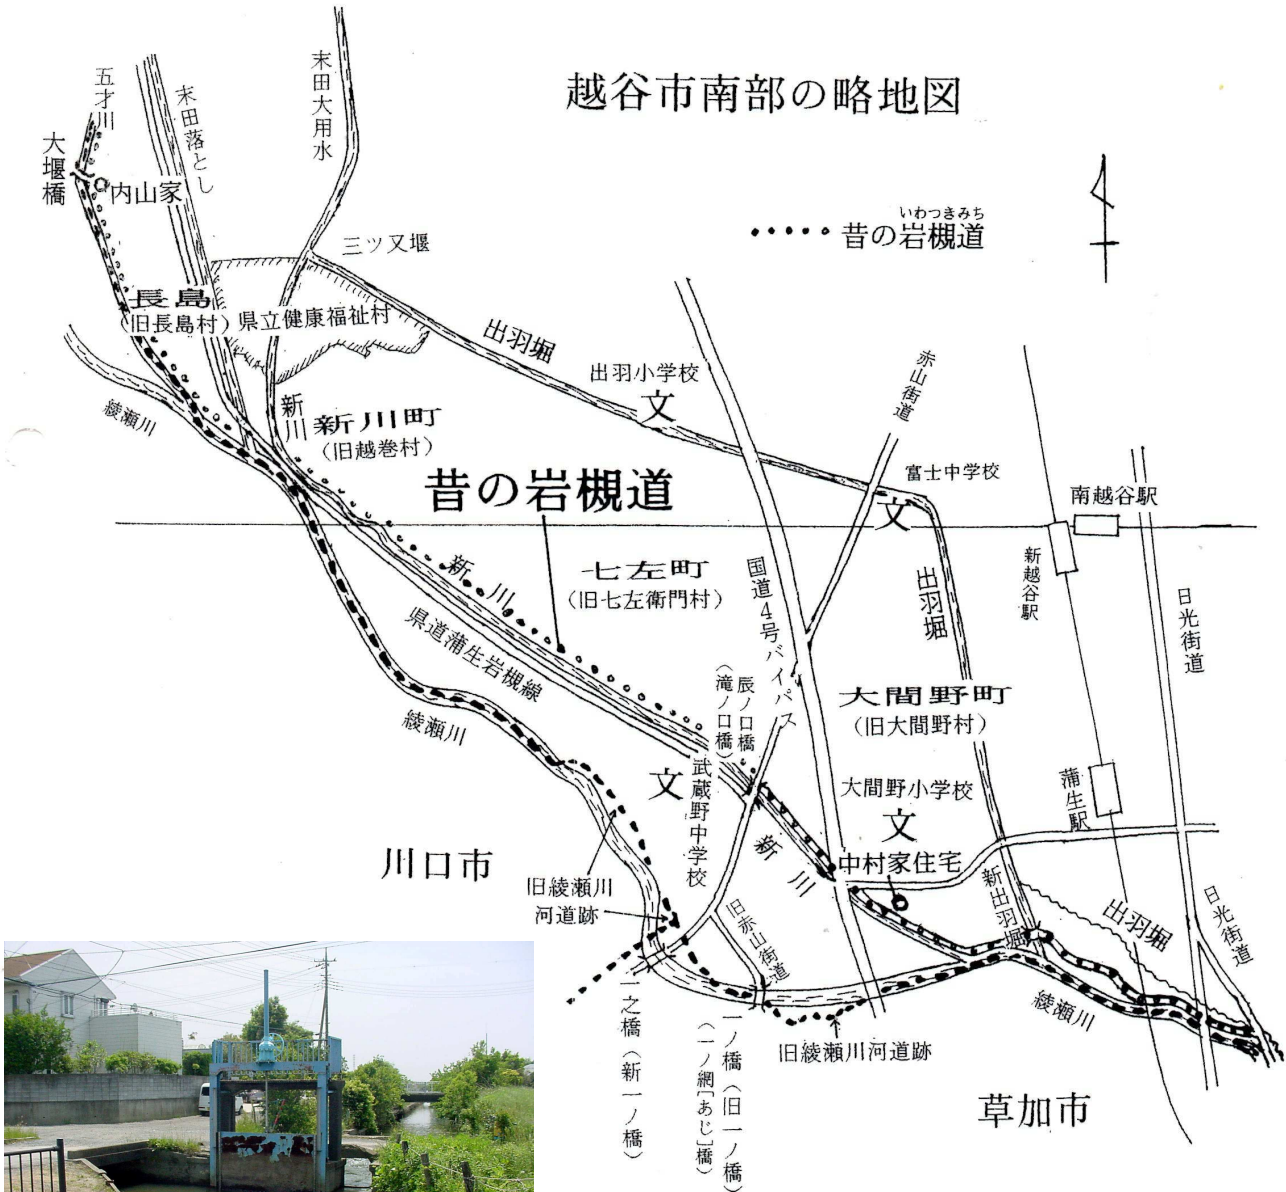 越谷市南部の略地図
いわつきみち
昔の岩槻道
五才川
末田落とし
末田大用水
大堰橋
内山家
三ツ又堰
長島
(旧長島村)
県立健康福祉村
出羽堀
出羽小学校
文
赤山街道
綾瀬川
新川
新川町
(旧越巻村)
昔の岩槻道
富士中学校
文
南越谷駅
新越谷駅
日光街道
新川
七左町
(旧七左衛門村)
国道4号バイパス
出羽堀
県道蒲生岩槻線
綾瀬川
辰ノ口橋
(滝ノ口橋)
大間野町
(旧大間野村)
文
武蔵野中学校
大間野小学校
文
蒲生駅
新川
中村家住宅
川口市
旧綾瀬川
河道跡
旧赤山街道
新出羽堀
出羽堀
日光街道
綾瀬川
一之橋(新一ノ橋)
一ノ橋(旧一ノ橋)
(一ノ網[あじ]橋)
旧綾瀬川河道跡
草加市